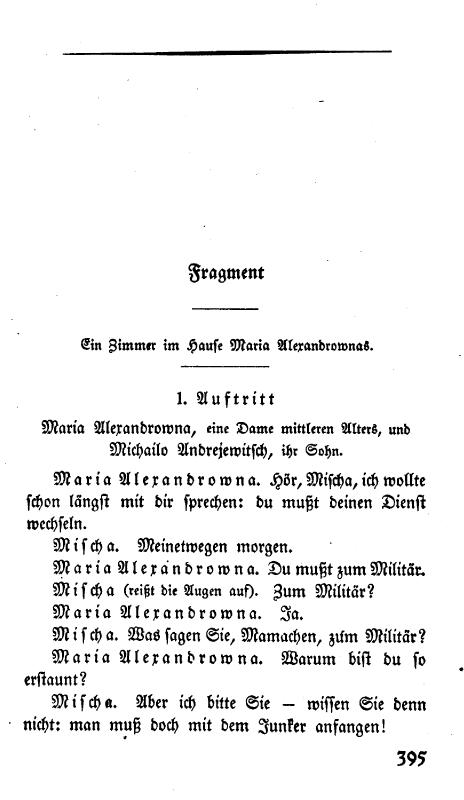 Fragment
Ein Zimmer im Hause Maria Alexandrownas.
1. Auftritt
Maria Alexandrowna, eine Dame mittleren Alters, und
Michailo Andrejewitsch, ihr Sohn.
Maria Alexandrowna. Hör, Mischa, ich wollte
schon längst mit dir sprechen: du mußt deinen Dienst
wechseln.
Mischa. Meinetwegen morgen.
Maria Alexandrowna. Du mußt zum Militär.
Mischa (reißt die Augen auf). Zum Militär?
Maria Alexandrowna. Ja.
Mischa. Was sagen Sie, Mamachen, zum Militär?
Maria Alexandrowna. Warum bist du so
erstaunt?
Mischa. Aber ich bitte Sie — wissen Sie denn
nicht: man muß doch mit dem Junker anfangen!
395